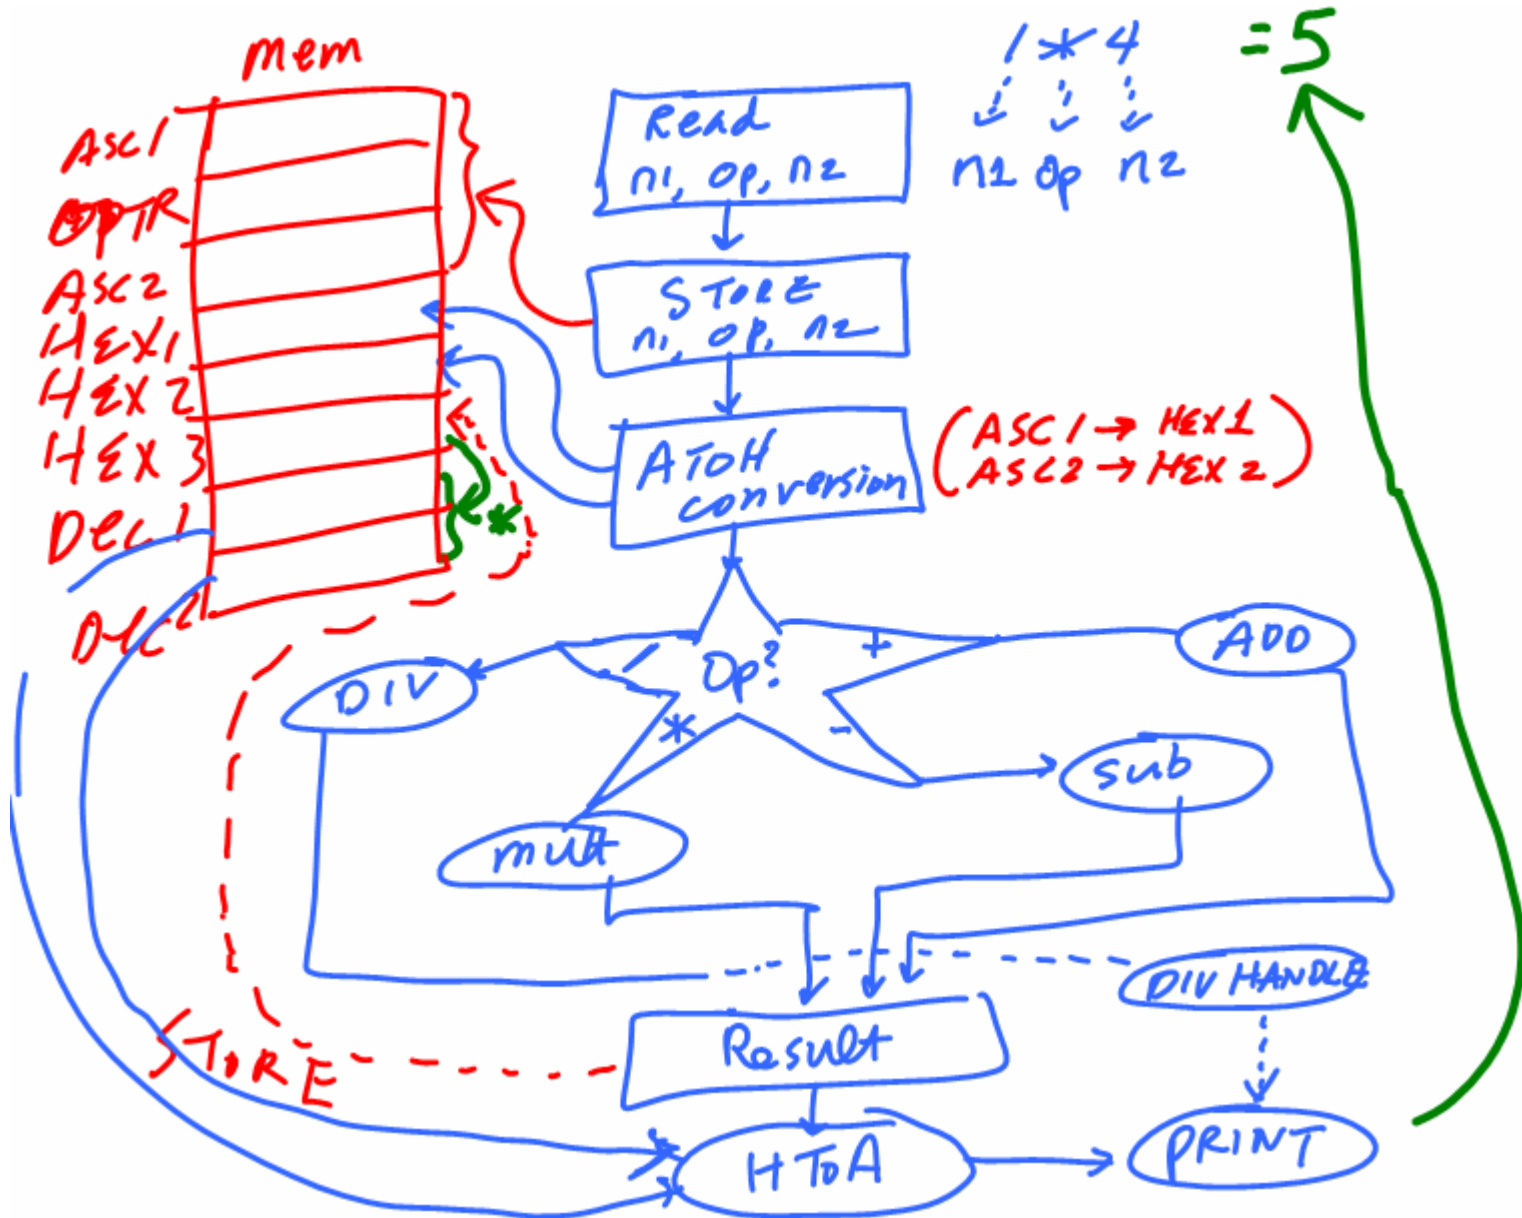 mem
ASC1
OPTR
ASC2
HEX1
HEX2
HEX3
Dec1
Dec2
Read
n1, op, n2
1 * 4
= 5
n1 Op n2
STORE
n1, op, n2
ATOH
conversion
(ASC1 → HEX1
ASC2 → HEX2)
*
Op?
/
+
*
-
DIV
ADD
mult
sub
DIV HANDLE
Result
STORE
HTOA
PRINT